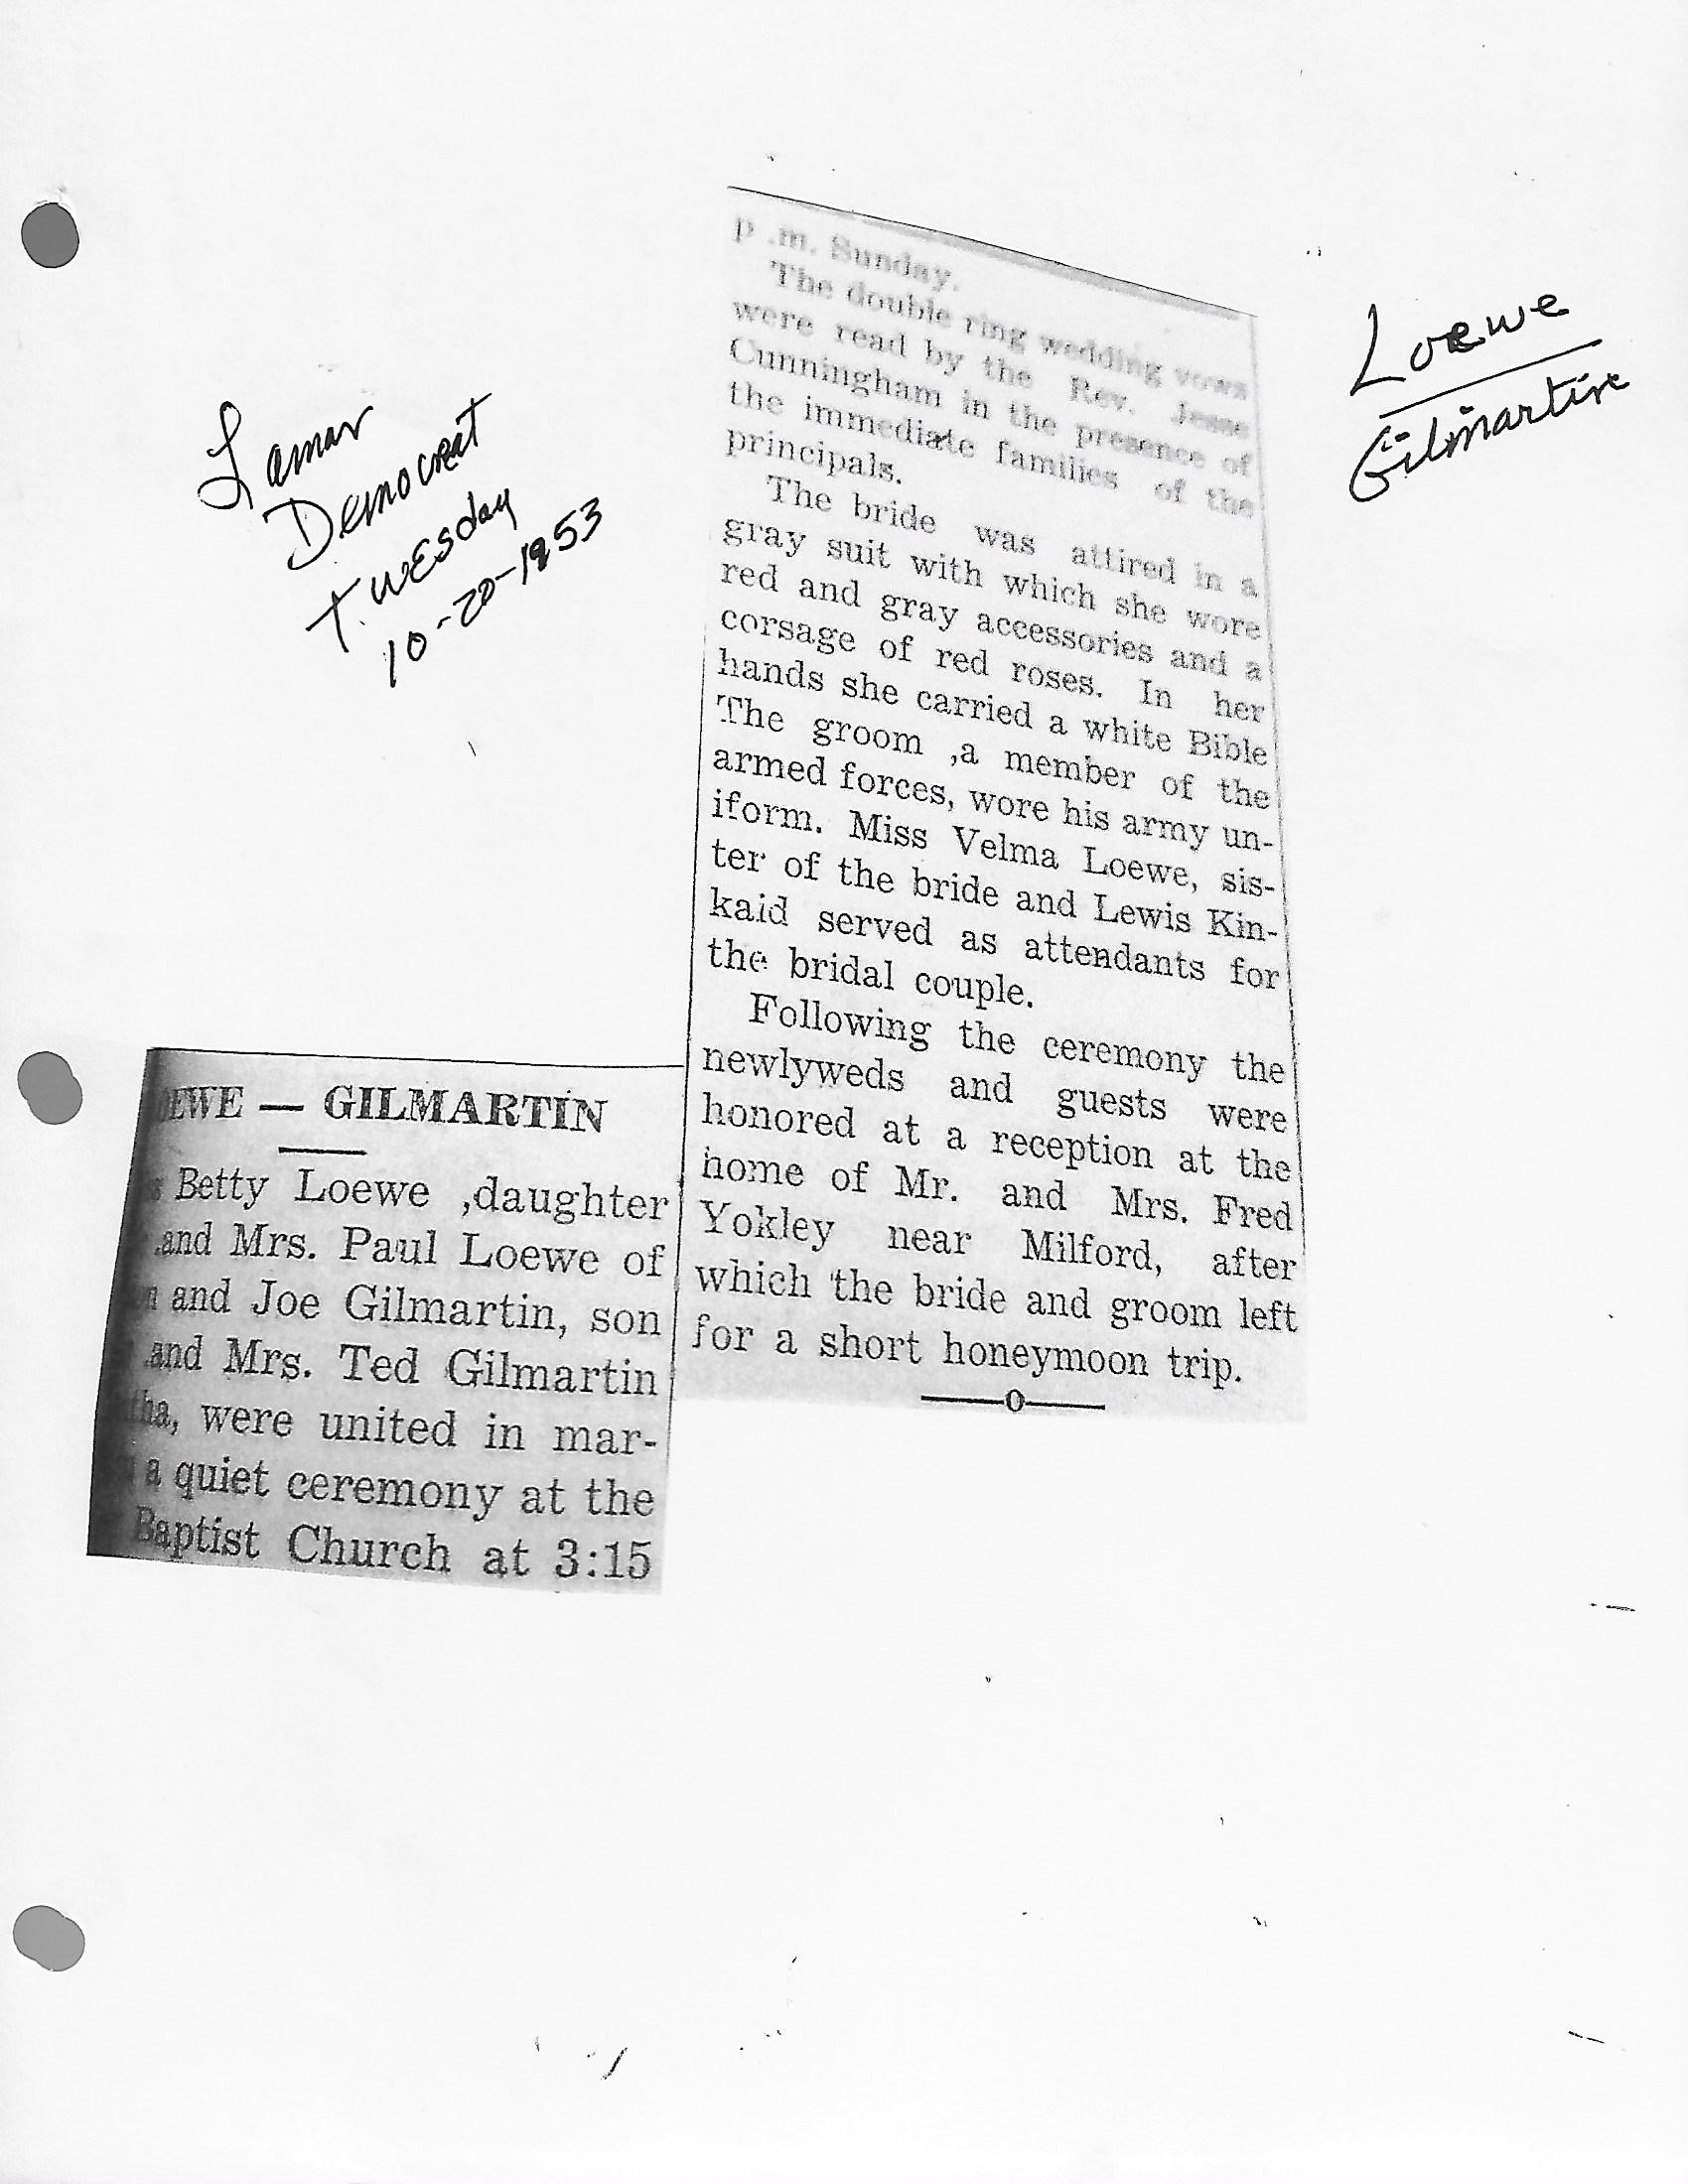 Lamar
Democrat
Tuesday
10-20-1953
Loewe
Gilmartin
EWE — GILMARTIN
Betty Loewe ,daughter
and Mrs. Paul Loewe of
and Joe Gilmartin, son
and Mrs. Ted Gilmartin
were united in mar-
a quiet ceremony at the
Baptist Church at 3:15
p .m. Sunday.
The double ring wedding vows
were read by the Rev. Jesse
Cunningham in the presence of
the immediate families of the
principals.
The bride was attired in a
gray suit with which she wore
red and gray accessories and a
corsage of red roses. In her
hands she carried a white Bible
The groom ,a member of the
armed forces, wore his army un-
iform. Miss Velma Loewe, sis-
ter of the bride and Lewis Kin-
kaid served as attendants for
the bridal couple.
Following the ceremony the
newlyweds and guests were
honored at a reception at the
home of Mr. and Mrs. Fred
Yokley near Milford, after
which the bride and groom left
for a short honeymoon trip.
——o——